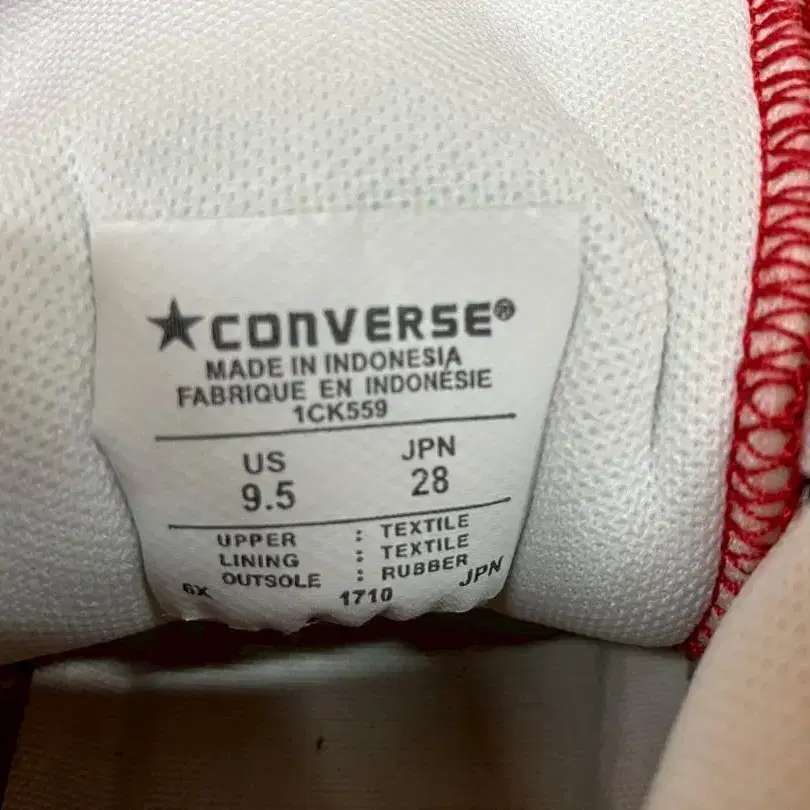 ★CONVERSE®
MADE IN INDONESIA
FABRIQUE EN INDONÉSIE
1CK559
US JPN
9.5 28
UPPER : TEXTILE
LINING : TEXTILE
OUTSOLE : RUBBER
6X 1710 JPN